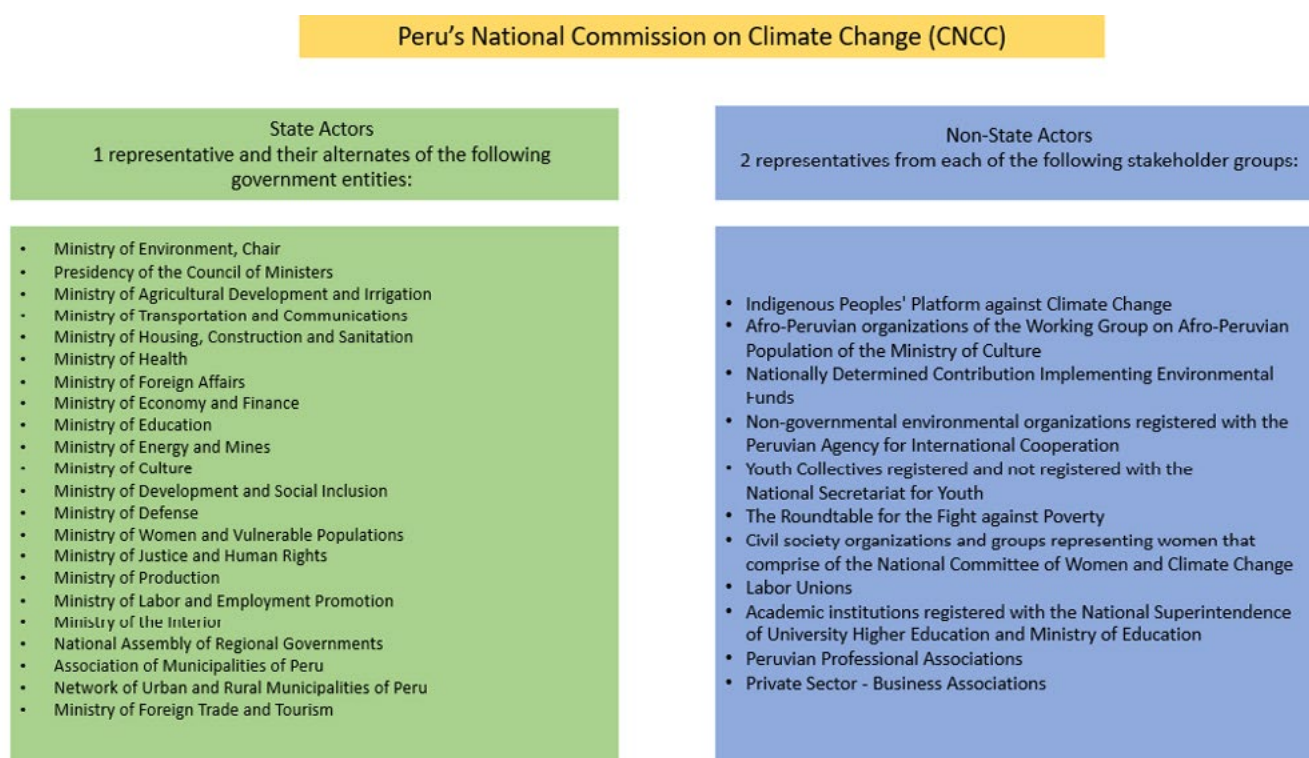 Peru's National Commission on Climate Change (CNCC)
State Actors
1 representative and their alternates of the following
government entities:
• Ministry of Environment, Chair
• Presidency of the Council of Ministers
• Ministry of Agricultural Development and Irrigation
• Ministry of Transportation and Communications
• Ministry of Housing, Construction and Sanitation
• Ministry of Health
• Ministry of Foreign Affairs
• Ministry of Economy and Finance
• Ministry of Education
• Ministry of Energy and Mines
• Ministry of Culture
• Ministry of Development and Social Inclusion
• Ministry of Defense
• Ministry of Women and Vulnerable Populations
• Ministry of Justice and Human Rights
• Ministry of Production
• Ministry of Labor and Employment Promotion
• Ministry of the Interior
• National Assembly of Regional Governments
• Association of Municipalities of Peru
• Network of Urban and Rural Municipalities of Peru
• Ministry of Foreign Trade and Tourism
Non-State Actors
2 representatives from each of the following stakeholder groups:
• Indigenous Peoples' Platform against Climate Change
• Afro-Peruvian organizations of the Working Group on Afro-Peruvian
Population of the Ministry of Culture
• Nationally Determined Contribution Implementing Environmental
Funds
• Non-governmental environmental organizations registered with the
Peruvian Agency for International Cooperation
• Youth Collectives registered and not registered with the
National Secretariat for Youth
• The Roundtable for the Fight against Poverty
• Civil society organizations and groups representing women that
comprise of the National Committee of Women and Climate Change
• Labor Unions
• Academic institutions registered with the National Superintendence
of University Higher Education and Ministry of Education
• Peruvian Professional Associations
• Private Sector - Business Associations